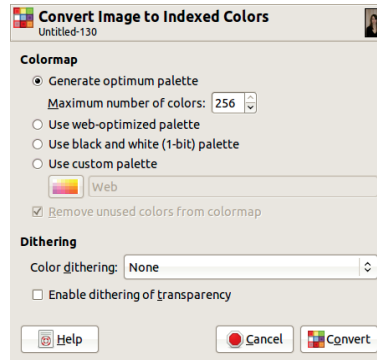 Convert Image to Indexed Colors
Untitled-130
Colormap
Generate optimum palette
Maximum number of colors: 256
Use web-optimized palette
Use black and white (1-bit) palette
Use custom palette
Web
Remove unused colors from colormap
Dithering
Color dithering: None
Enable dithering of transparency
Help Cancel Convert